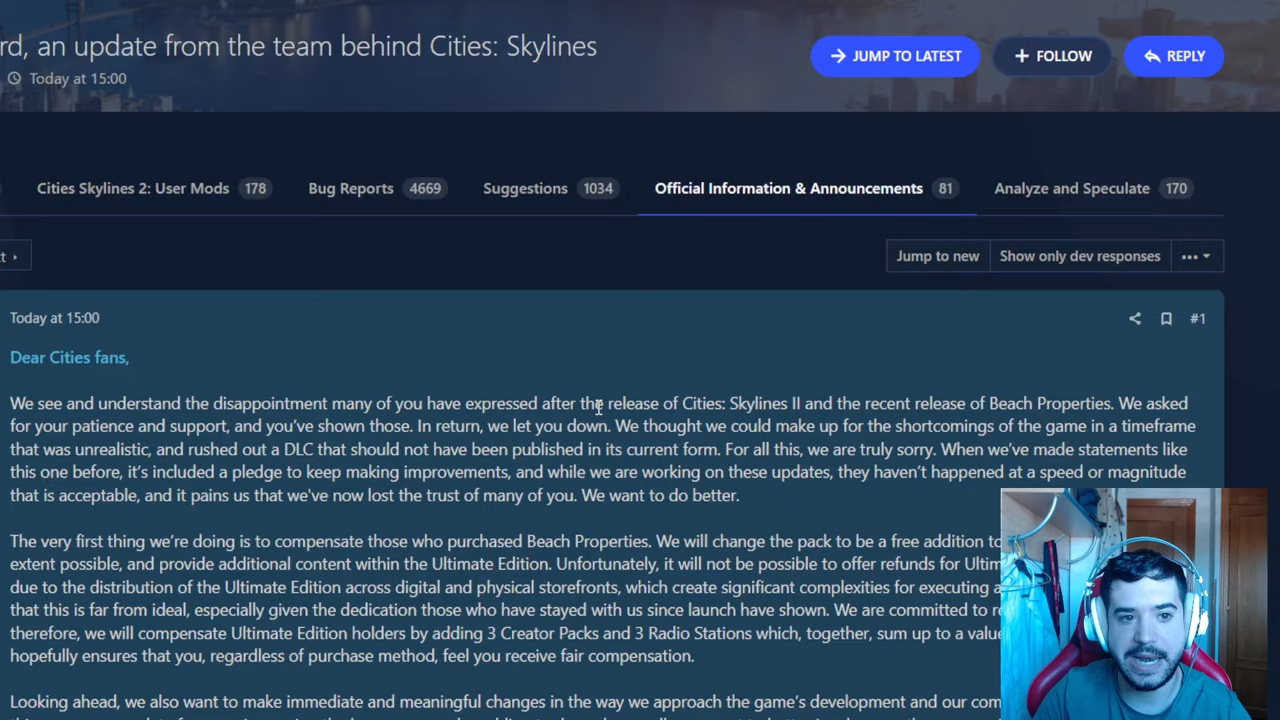 rd, an update from the team behind Cities: Skylines
Today at 15:00
JUMP TO LATEST
FOLLOW
REPLY
Cities Skylines 2: User Mods 178
Bug Reports 4669
Suggestions 1034
Official Information & Announcements 81
Analyze and Speculate 170
Jump to new
Show only dev responses
Today at 15:00
#1
Dear Cities fans,
We see and understand the disappointment many of you have expressed after the release of Cities: Skylines II and the recent release of Beach Properties. We asked
for your patience and support, and you've shown those. In return, we let you down. We thought we could make up for the shortcomings of the game in a timeframe
that was unrealistic, and rushed out a DLC that should not have been published in its current form. For all this, we are truly sorry. When we've made statements like
this one before, it's included a pledge to keep making improvements, and while we are working on these updates, they haven't happened at a speed or magnitude
that is acceptable, and it pains us that we've now lost the trust of many of you. We want to do better.
The very first thing we're doing is to compensate those who purchased Beach Properties. We will change the pack to be a free addition to
extent possible, and provide additional content within the Ultimate Edition. Unfortunately, it will not be possible to offer refunds for Ultim
due to the distribution of the Ultimate Edition across digital and physical storefronts, which create significant complexities for executing a
that this is far from ideal, especially given the dedication those who have stayed with us since launch have shown. We are committed to r
therefore, we will compensate Ultimate Edition holders by adding 3 Creator Packs and 3 Radio Stations which, together, sum up to a value
hopefully ensures that you, regardless of purchase method, feel you receive fair compensation.
Looking ahead, we also want to make immediate and meaningful changes in the way we approach the game's development and our com